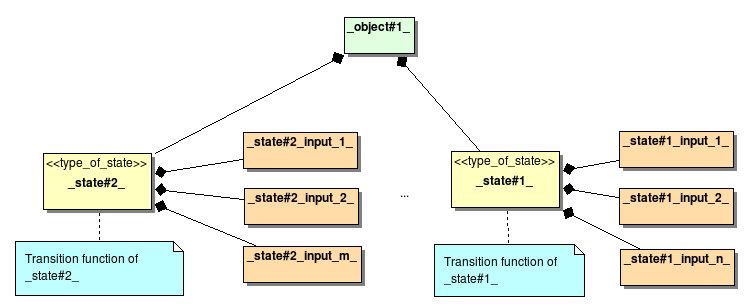 _object#1_
<<type_of_state>>
_state#2_
_state#2_input_1_
_state#2_input_2_
_state#2_input_m_
Transition function of
_state#2_
...
<<type_of_state>>
_state#1_
_state#1_input_1_
_state#1_input_2_
_state#1_input_n_
Transition function of
_state#1_